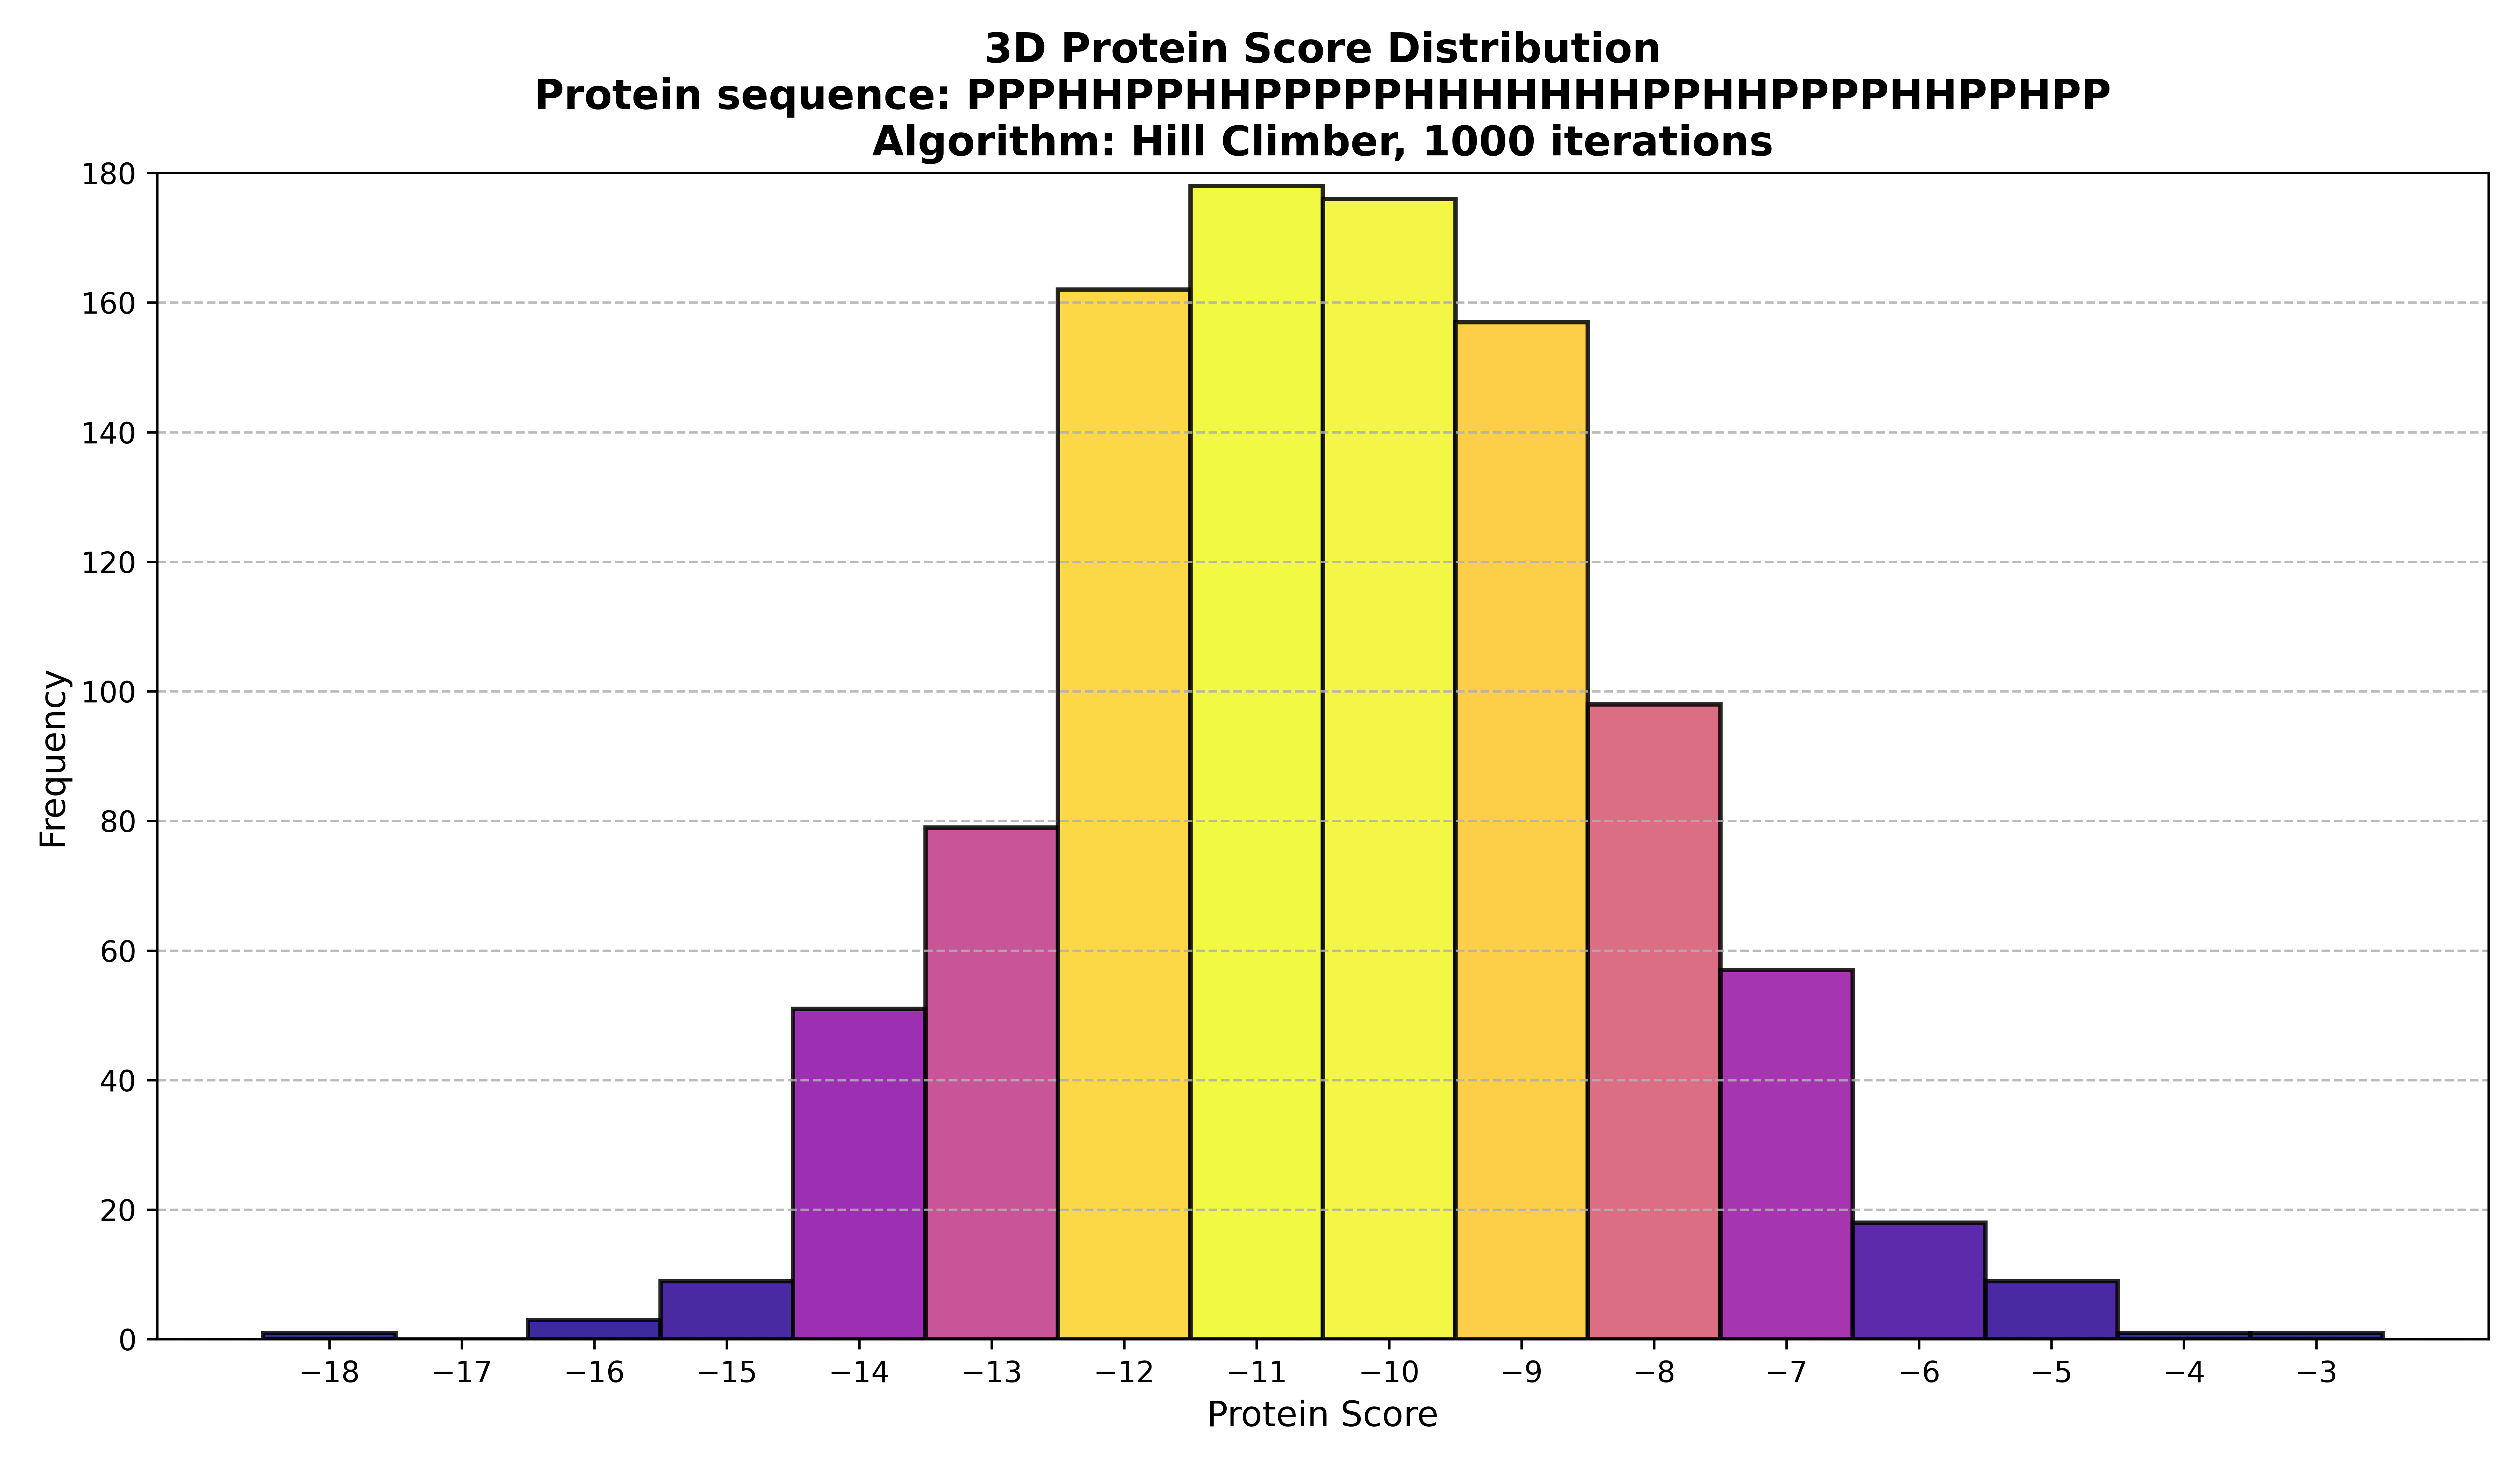 3D Protein Score Distribution
Protein sequence: PPPHHPPHHPPPPPHHHHHHHPPHHPPPPHHPPHPP
Algorithm: Hill Climber, 1000 iterations
180
160
140
120
100
80
60
40
20
0
Frequency
−18 −17 −16 −15 −14 −13 −12 −11 −10 −9 −8 −7 −6 −5 −4 −3
Protein Score